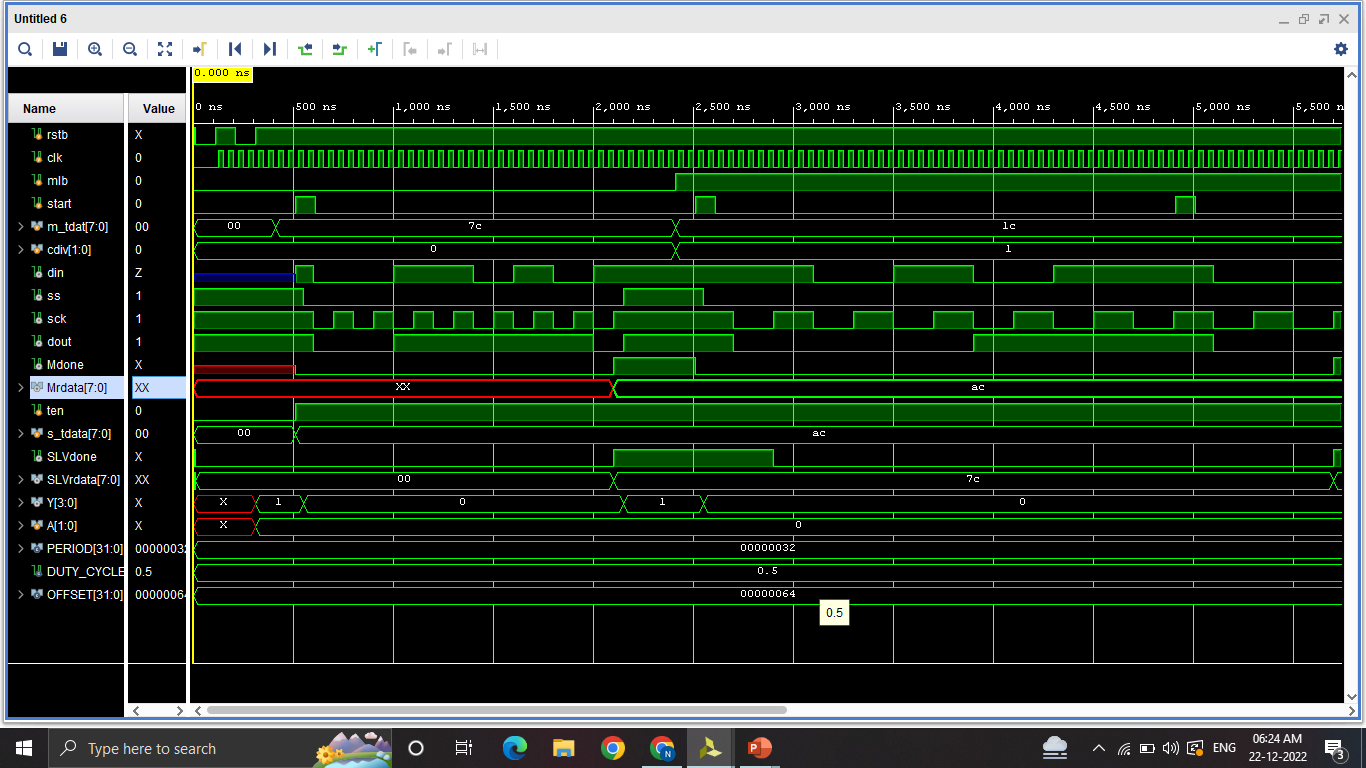 Untitled 6
0.000 ns
Name Value
0 ns 500 ns 1,000 ns 1,500 ns 2,000 ns 2,500 ns 3,000 ns 3,500 ns 4,000 ns 4,500 ns 5,000 ns 5,500 n
rstb X
clk 0
mlb 0
start 0
m_tdat[7:0] 00 00 7c 1c
cdiv[1:0] 0 0 1
din Z
ss 1
sck 1
dout 1
Mdone X
Mrdata[7:0] XX XX ac
ten 0
s_tdata[7:0] 00 00 ac
SLVdone X
SLVrdata[7:0] XX 00 7c
Y[3:0] X X 1 0 1 0
A[1:0] X X 0
PERIOD[31:0] 00000032 00000032
DUTY_CYCLE 0.5 0.5
OFFSET[31:0] 00000064 00000064
0.5
Type here to search
ENG
06:24 AM
22-12-2022
3